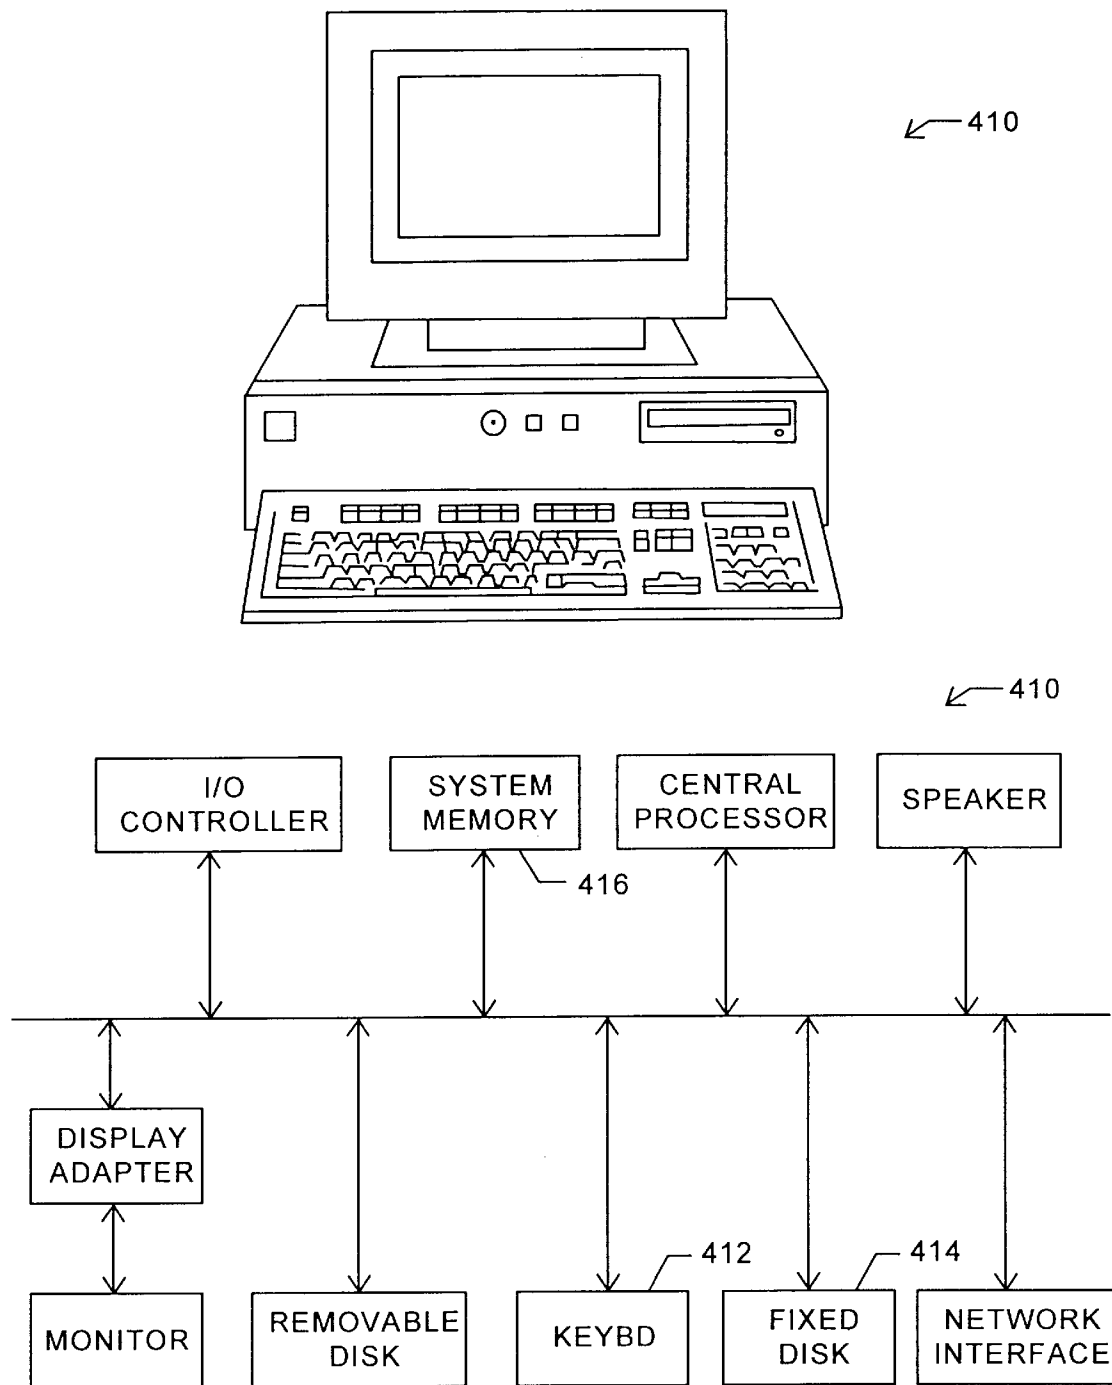 410
410
I/O
CONTROLLER
SYSTEM
MEMORY
CENTRAL
PROCESSOR
SPEAKER
416
DISPLAY
ADAPTER
412
414
MONITOR
REMOVABLE
DISK
KEYBD
FIXED
DISK
NETWORK
INTERFACE